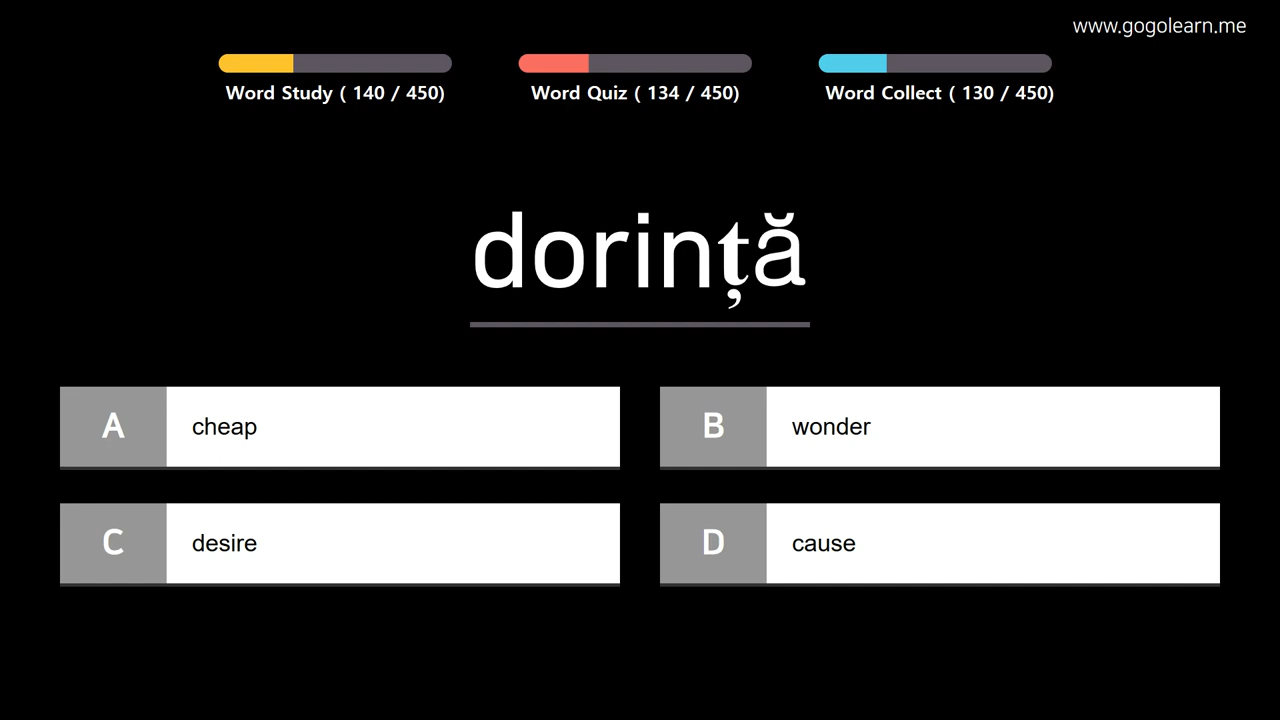 www.gogolearn.me
Word Study ( 140 / 450)
Word Quiz ( 134 / 450)
Word Collect ( 130 / 450)
dorință
A cheap
B wonder
C desire
D cause